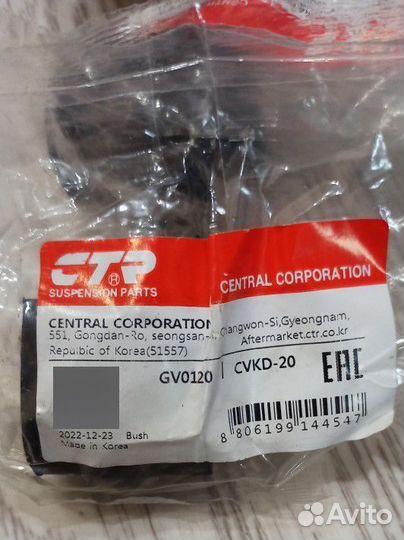 CTR
®
SUSPENSION PARTS
CENTRAL CORPORATION
CENTRAL CORPORATION
551, Gongdan-Ro, seongsan-
Changwon-Si,Gyeongnam,
Republic of Korea(51557)
Aftermarket.ctr.co.kr
GV0120
CVKD-20
EAC
2022-12-23 Bush
Made in Korea
8 806199 144547
Avito